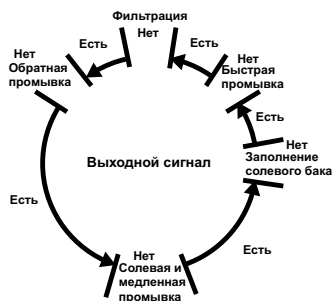 Фильтрация
Нет
Есть
Есть
Нет
Обратная
промывка
Нет
Быстрая
промывка
Есть
Выходной сигнал
Нет
Заполнение
солевого бака
Есть
Есть
Нет
Солевая и
медленная
промывка